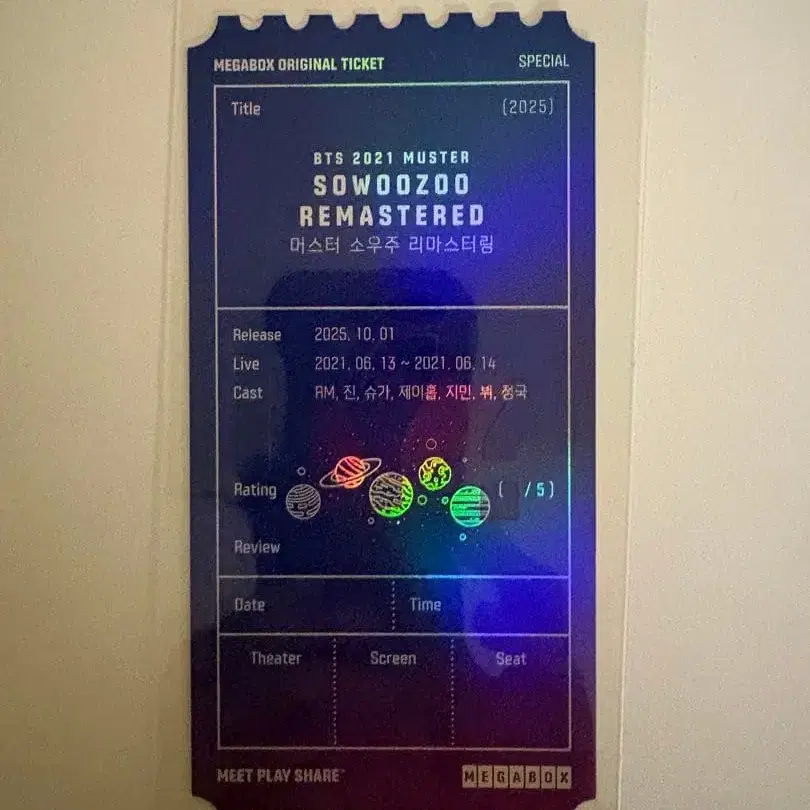 MEGABOX ORIGINAL TICKET SPECIAL
Title (2025)
BTS 2021 MUSTER
SOWOOZOO
REMASTERED
머스터 소우주 리마스터링
Release 2025. 10. 01
Live 2021. 06. 13 ~ 2021. 06. 14
Cast RM, 진, 슈가, 제이홉, 지민, 뷔, 정국
Rating ( / 5 )
Review
Date Time
Theater Screen Seat
MEET PLAY SHARE MEGABOX